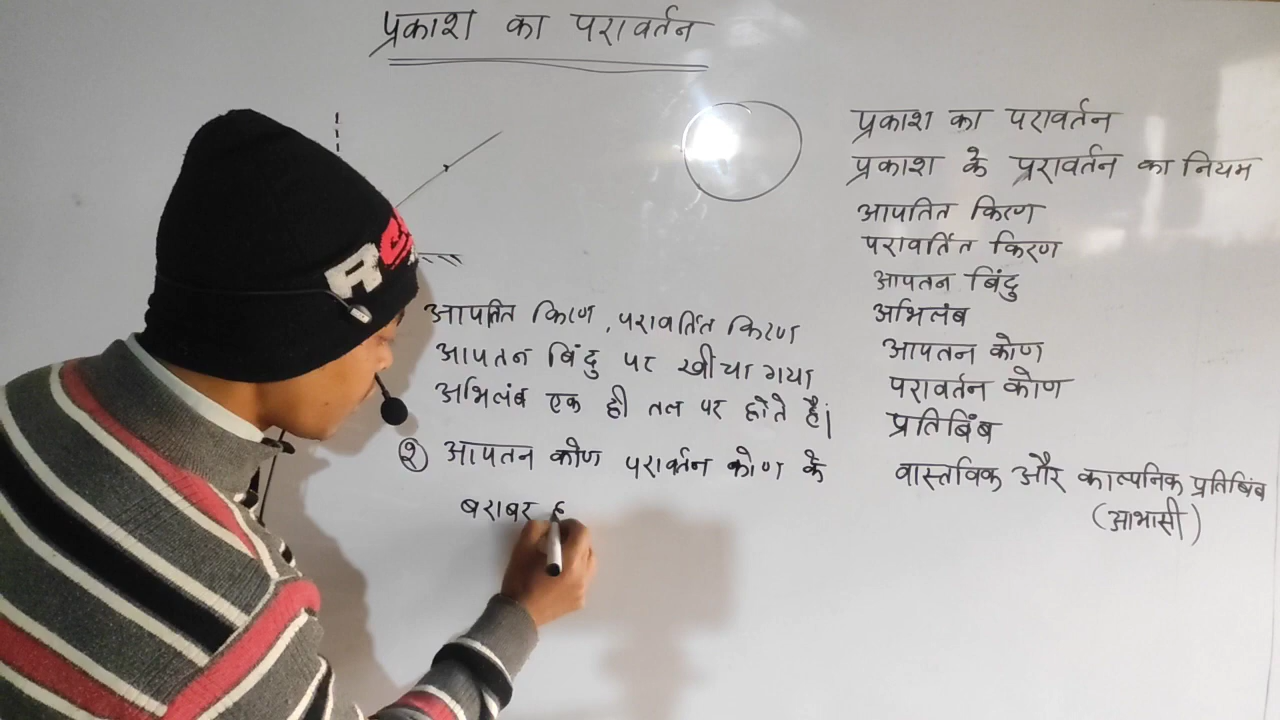 प्रकाश का परावर्तन
आपतित किरण, परावर्तित किरण
आपतन बिंदु पर खीचा गया
अभिलंब एक ही तल पर होते है।
२ आपतन कोण परावर्तन कोण के
बराबर
प्रकाश का परावर्तन
प्रकाश के परावर्तन का नियम
आपतित किरण
परावर्तित किरण
आपतन बिंदु
अभिलंब
आपतन कोण
परावर्तन कोण
प्रतिबिंब
वास्तविक और काल्पनिक प्रतिबिंब
(आभासी)